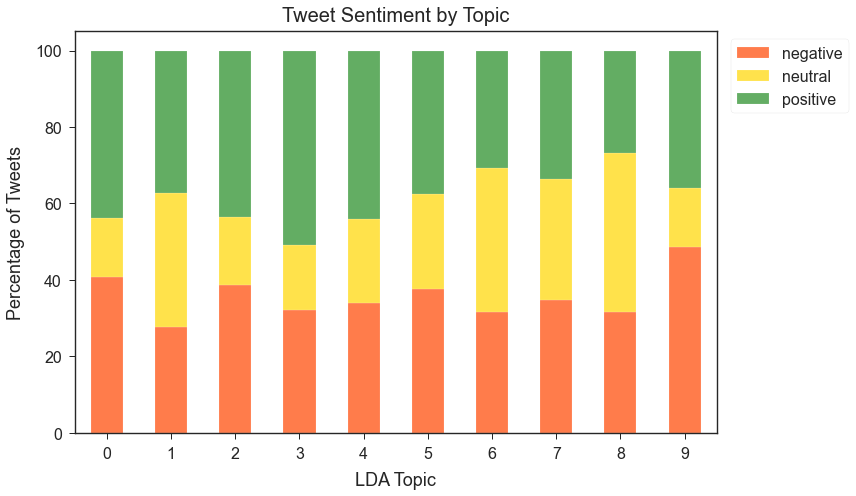 Tweet Sentiment by Topic
negative
neutral
positive
Percentage of Tweets
100
80
60
40
20
0
0 1 2 3 4 5 6 7 8 9
LDA Topic